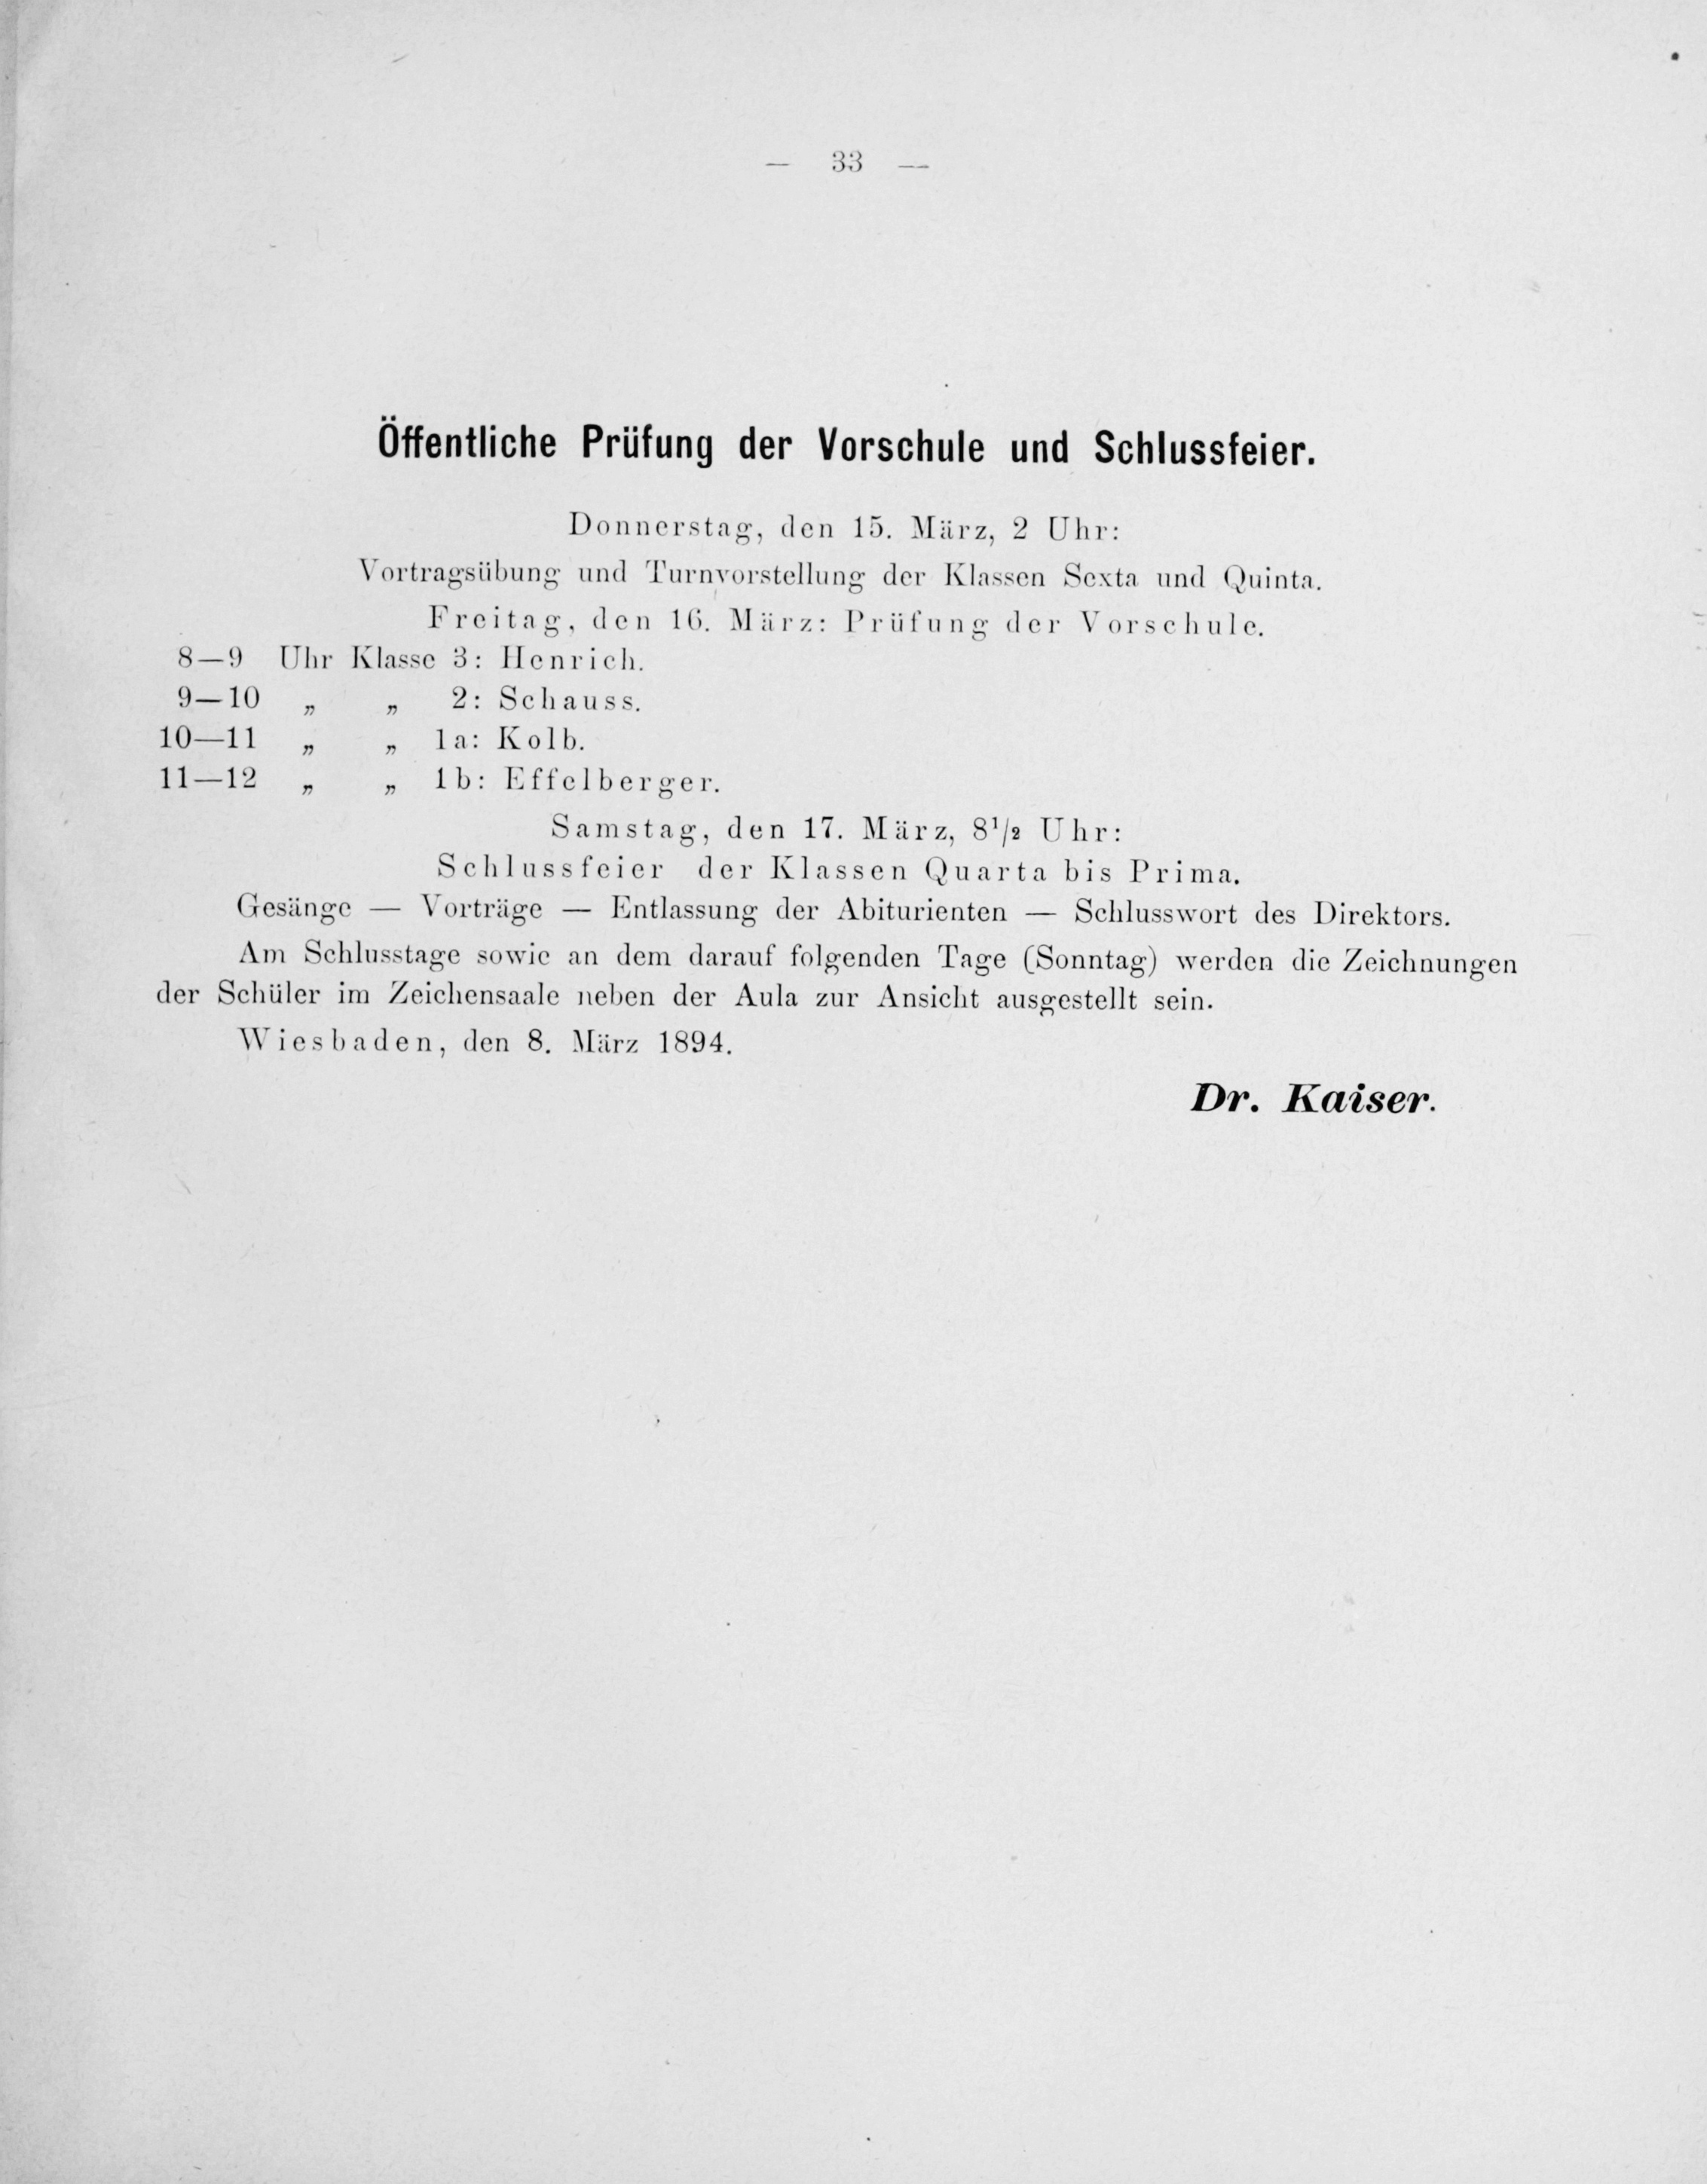 — 33 —
Öffentliche Prüfung der Vorschule und Schlussfeier.
Donnerstag, den 15. März, 2 Uhr:
Vortragsübung und Turnvorstellung der Klassen Sexta und Quinta.
Freitag, den 16. März: Prüfung der Vorschule.
8—9 Uhr Klasse 3: Henrich.
9—10 „ „ 2: Schauss.
10—11 „ „ 1a: Kolb.
11—12 „ „ 1b: Effelberger.
Samstag, den 17. März, 8¹/₂ Uhr:
Schlussfeier der Klassen Quarta bis Prima.
Gesänge — Vorträge — Entlassung der Abiturienten — Schlusswort des Direktors.
Am Schlusstage sowie an dem darauf folgenden Tage (Sonntag) werden die Zeichnungen
der Schüler im Zeichensaale neben der Aula zur Ansicht ausgestellt sein.
Wiesbaden, den 8. März 1894.
Dr. Kaiser.